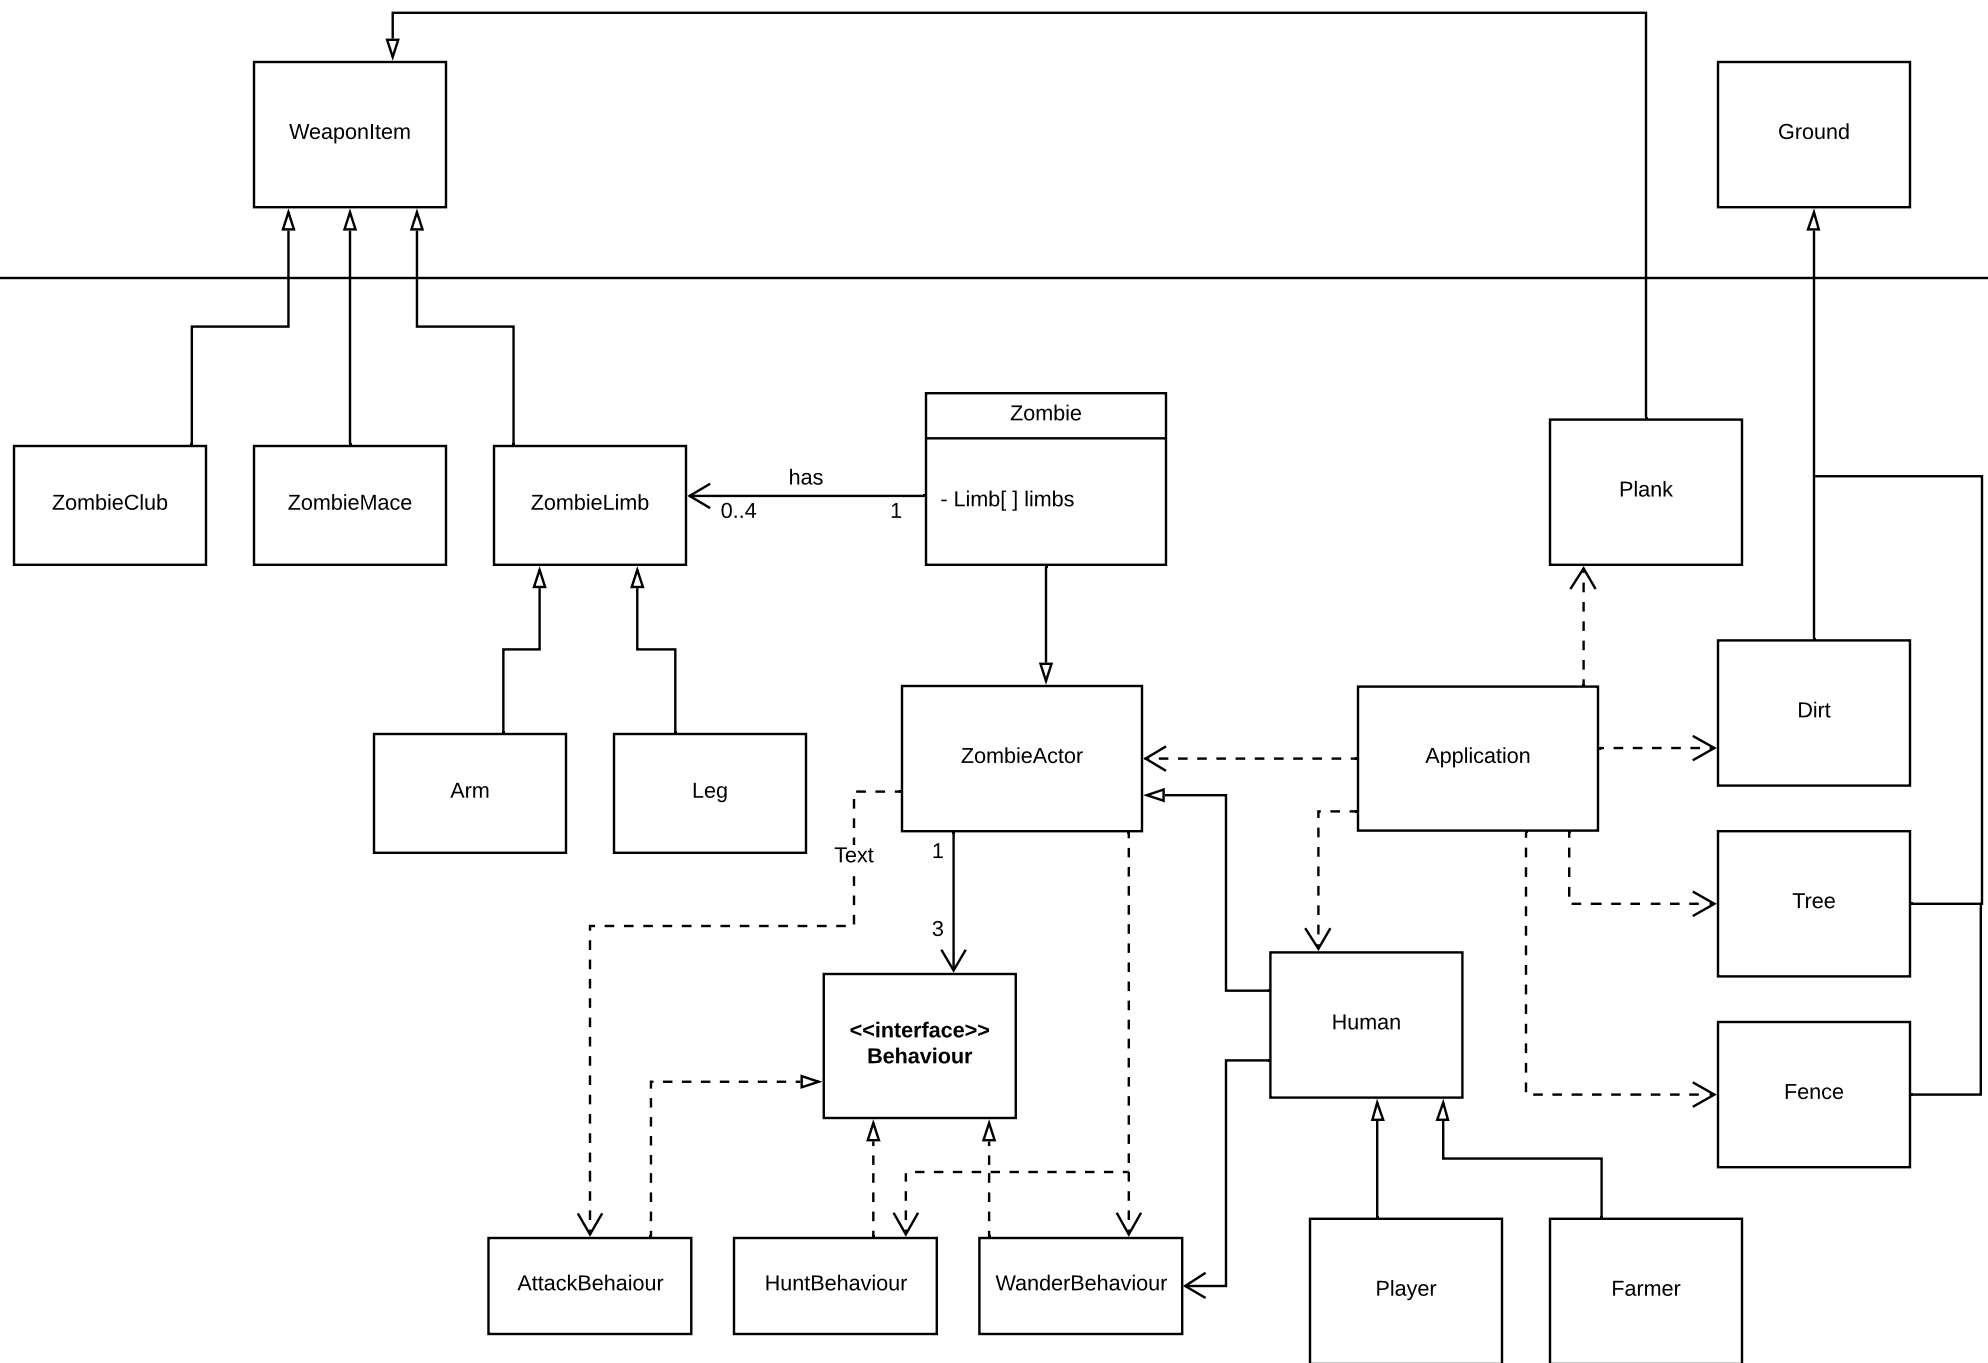 WeaponItem
Ground
Zombie
has
ZombieClub
ZombieMace
ZombieLimb
0..4
1
- Limb[ ] limbs
Plank
Dirt
ZombieActor
Application
Arm
Leg
Text
1
3
Tree
<<interface>>
Behaviour
Human
Fence
AttackBehaiour
HuntBehaviour
WanderBehaviour
Player
Farmer